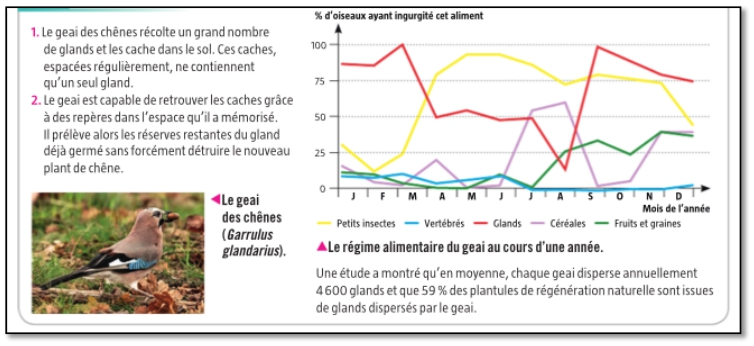 1. Le geai des chênes récolte un grand nombre
de glands et les cache dans le sol. Ces caches,
espacées régulièrement, ne contiennent
qu'un seul gland.
2. Le geai est capable de retrouver les caches grâce
à des repères dans l'espace qu'il a mémorisé.
Il prélève alors les réserves restantes du gland
déjà germé sans forcément détruire le nouveau
plant de chêne.
◀Le geai
des chênes
(Garrulus
glandarius).
% d'oiseaux ayant ingurgité cet aliment
100
75
50
25
0
J F M A M J J A S O N D
Mois de l'année
Petits insectes Vertébrés Glands Céréales Fruits et graines
▲Le régime alimentaire du geai au cours d'une année.
Une étude a montré qu'en moyenne, chaque geai disperse annuellement
4 600 glands et que 59 % des plantules de régénération naturelle sont issues
de glands dispersés par le geai.